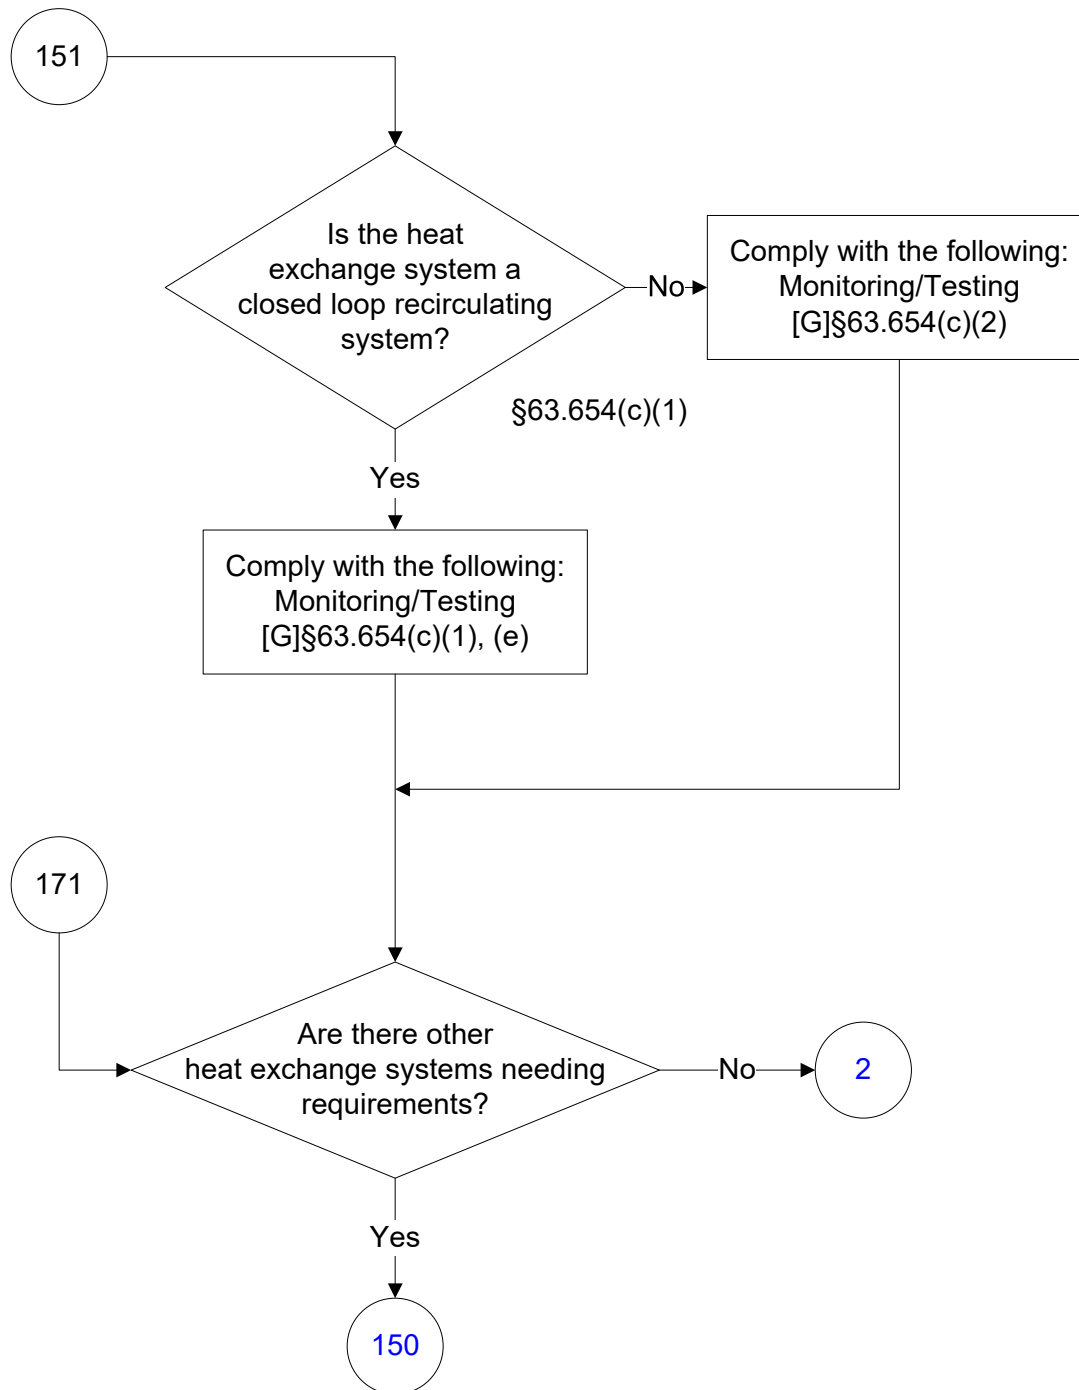 151
Is the heat
exchange system a
closed loop recirculating
system?
No
Comply with the following:
Monitoring/Testing
[G]§63.654(c)(2)
§63.654(c)(1)
Yes
Comply with the following:
Monitoring/Testing
[G]§63.654(c)(1), (e)
171
Are there other
heat exchange systems needing
requirements?
No
2
Yes
150